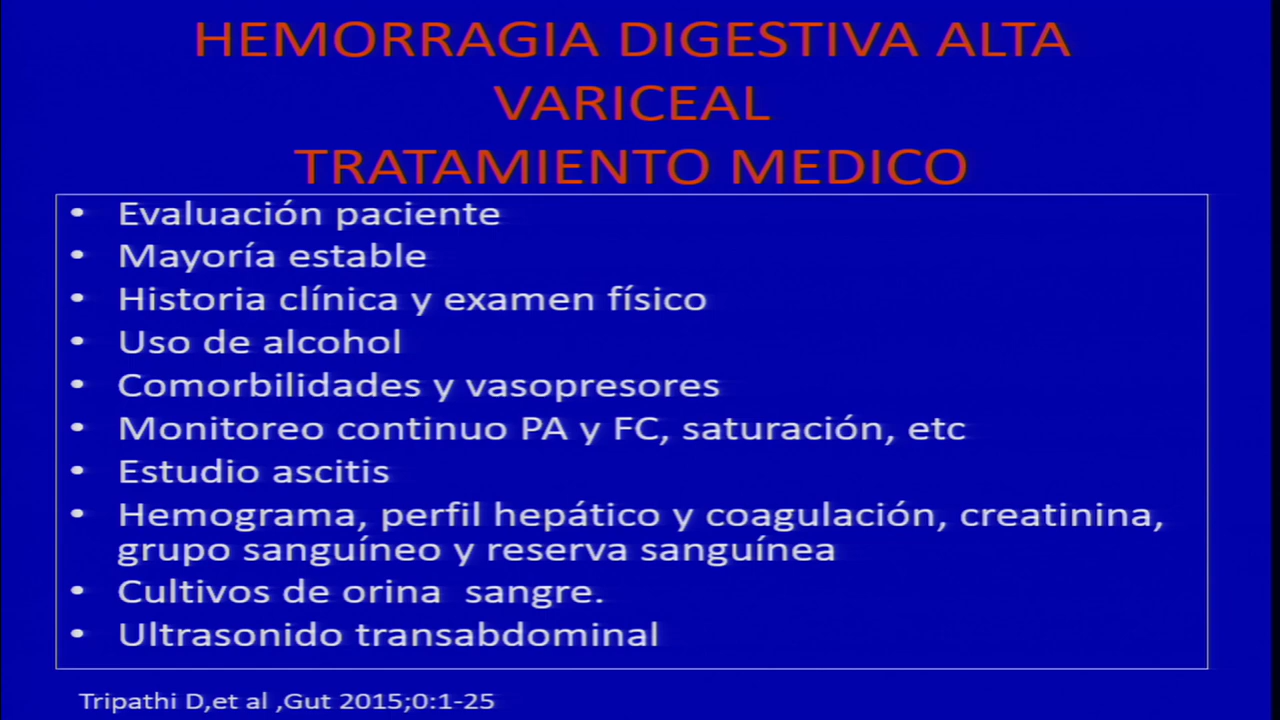 HEMORRAGIA DIGESTIVA ALTA
VARICEAL
TRATAMIENTO MEDICO
• Evaluación paciente
• Mayoría estable
• Historia clínica y examen físico
• Uso de alcohol
• Comorbilidades y vasopresores
• Monitoreo continuo PA y FC, saturación, etc
• Estudio ascitis
• Hemograma, perfil hepático y coagulación, creatinina,
grupo sanguíneo y reserva sanguínea
• Cultivos de orina  sangre.
• Ultrasonido transabdominal
Tripathi D,et al ,Gut 2015;0:1-25